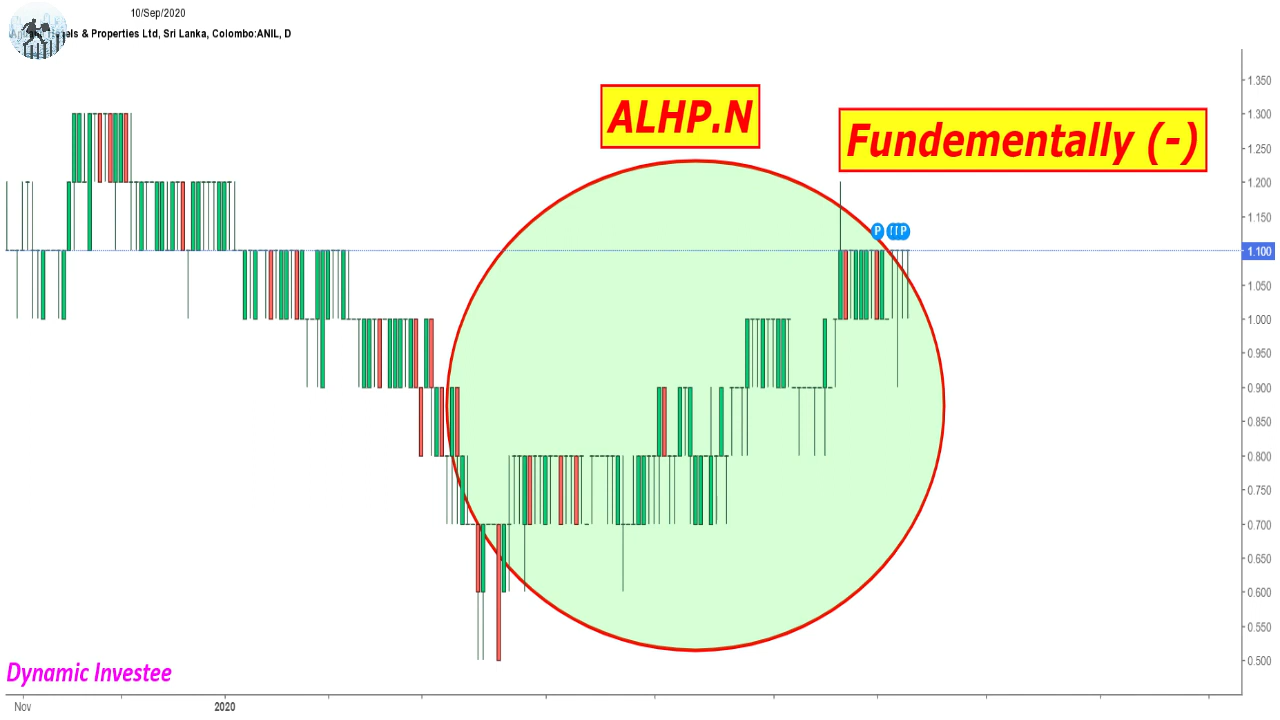 10/Sep/2020
& Properties Ltd, Sri Lanka, Colombo:ANIL, D
ALHP.N
Fundementally (-)
P
P
1.350
1.300
1.250
1.200
1.150
1.100
1.050
1.000
0.950
0.900
0.850
0.800
0.750
0.700
0.650
0.600
0.550
0.500
Dynamic Investee
Nov
2020